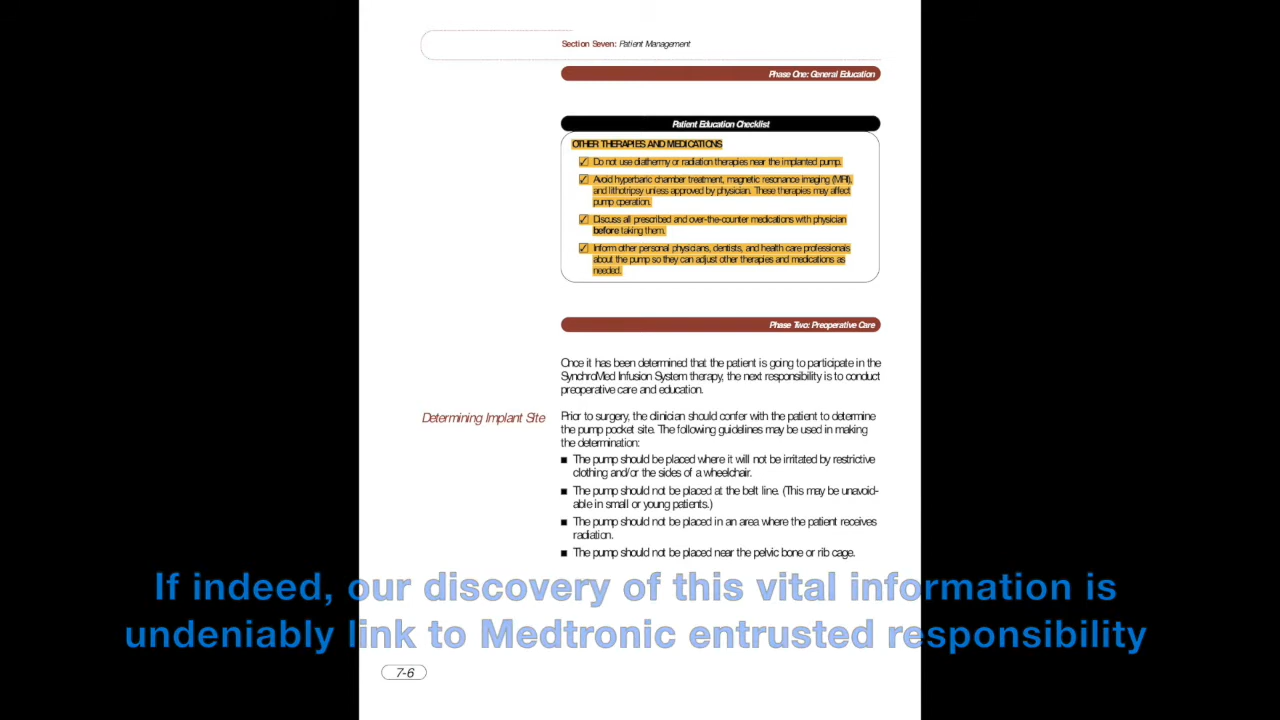 Section Seven: Patient Management
Phase One: General Education
Patient Education Checklist
OTHER THERAPIES AND MEDICATIONS
✓ Do not use diathermy or radiation therapies near the implanted pump.
✓ Avoid hyperbaric chamber treatment, magnetic resonance imaging (MRI),
and lithotripsy unless approved by physician. These therapies may affect
pump operation.
✓ Discuss all prescribed and over-the-counter medications with physician
before taking them.
✓ Inform other personal physicians, dentists, and health care professionals
about the pump so they can adjust other therapies and medications as
needed.
Phase Two: Preoperative Care
Once it has been determined that the patient is going to participate in the
SynchroMed Infusion System therapy, the next responsibility is to conduct
preoperative care and education.
Determining Implant Site
Prior to surgery, the clinician should confer with the patient to determine
the pump pocket site. The following guidelines may be used in making
the determination:
■ The pump should be placed where it will not be irritated by restrictive
clothing and/or the sides of a wheelchair.
■ The pump should not be placed at the belt line. (This may be unavoid-
able in small or young patients.)
■ The pump should not be placed in an area where the patient receives
radiation.
■ The pump should not be placed near the pelvic bone or rib cage.
If indeed, our discovery of this vital information is
undeniably link to Medtronic entrusted responsibility
7-6